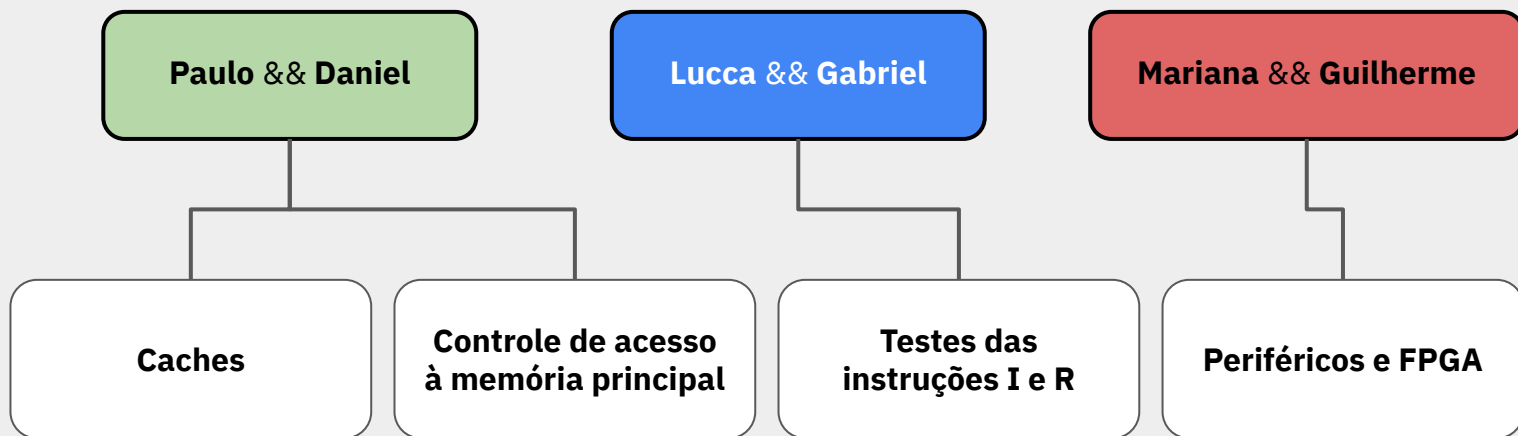 Paulo && Daniel
Lucca && Gabriel
Mariana && Guilherme
Caches
Controle de acesso
à memória principal
Testes das
instruções I e R
Periféricos e FPGA